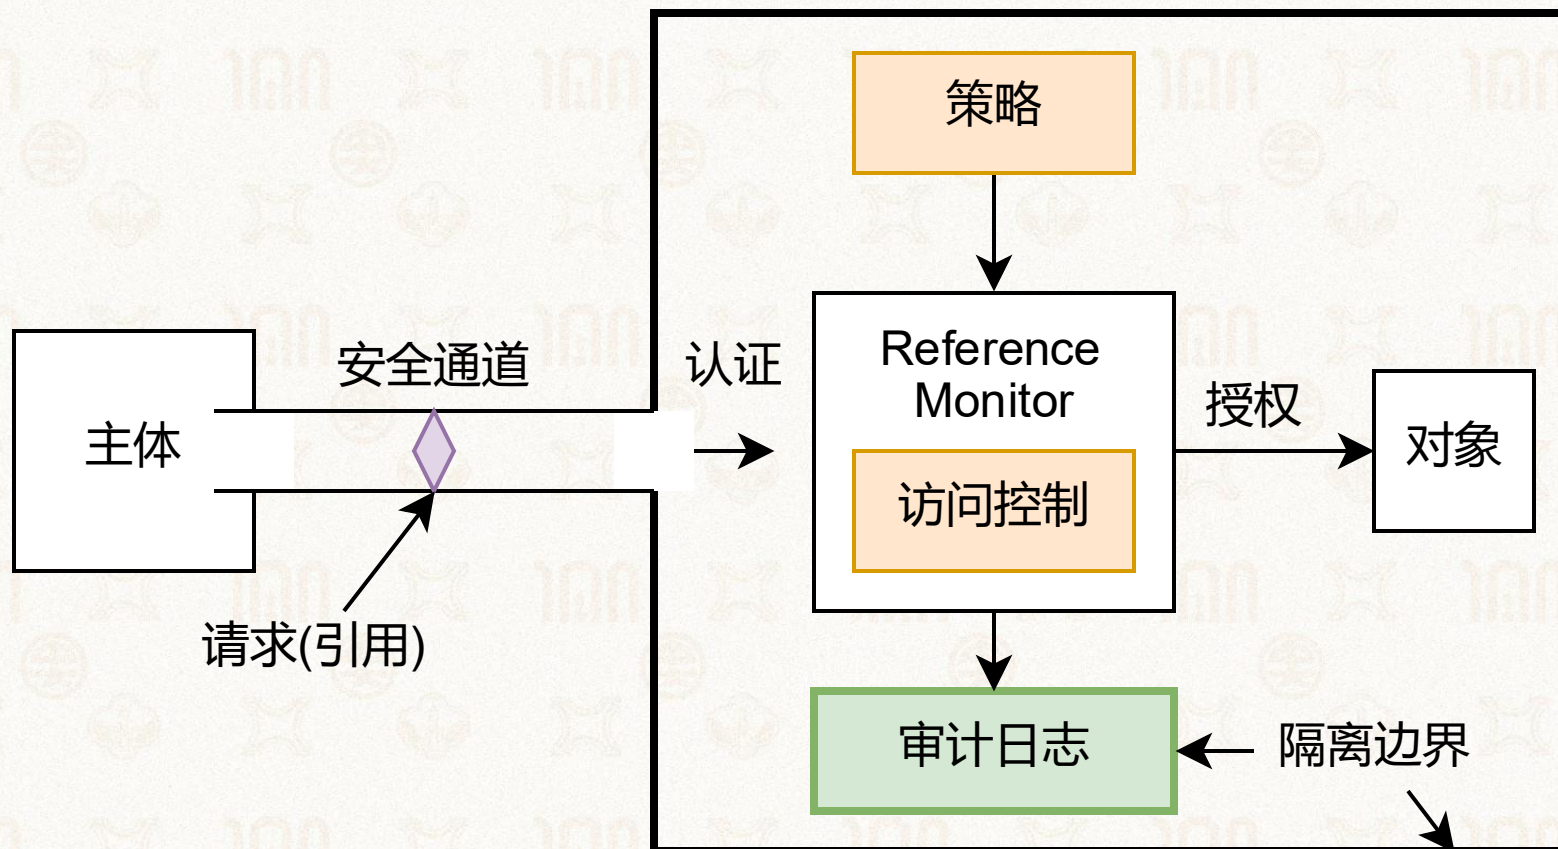 策略
安全通道
认证
Reference
Monitor
授权
主体
对象
访问控制
请求(引用)
审计日志
隔离边界